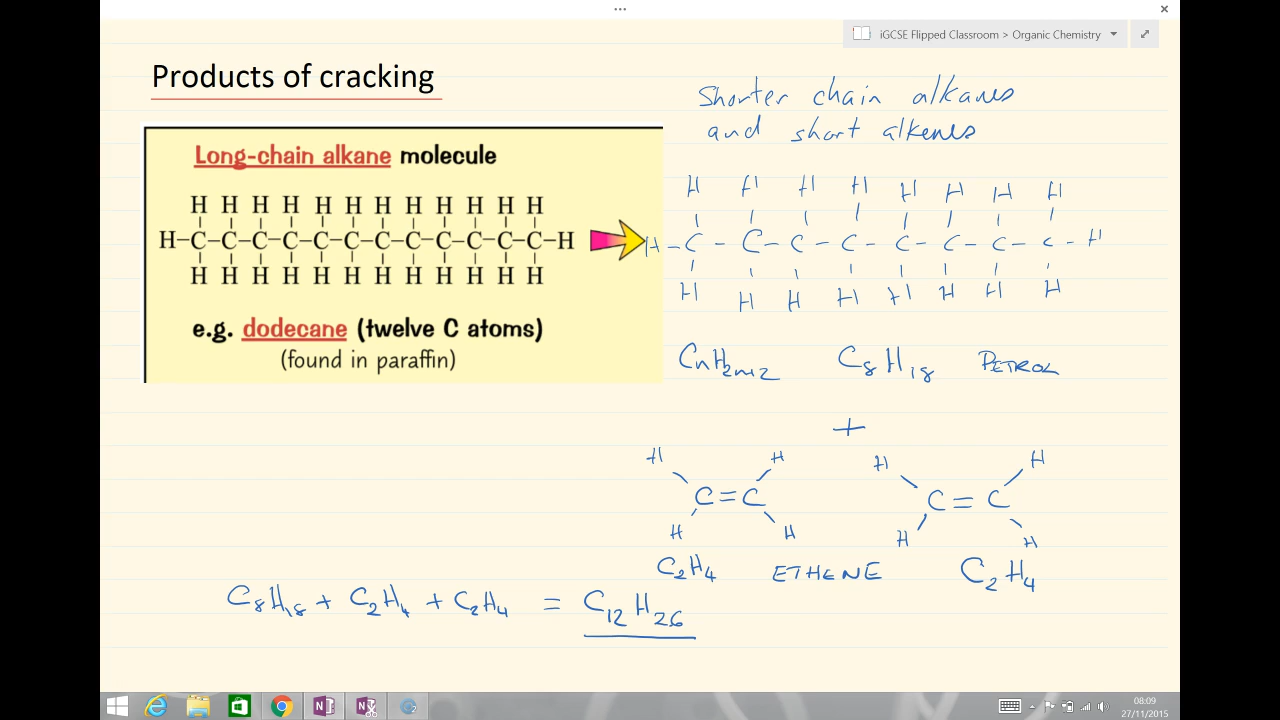 iGCSE Flipped Classroom > Organic Chemistry
Products of cracking
Shorter chain alkanes
and short alkenes
Long-chain alkane molecule
H H H H H H H H H H H H
H-C-C-C-C-C-C-C-C-C-C-C-C-H
H H H H H H H H H H H H
e.g. dodecane (twelve C atoms)
(found in paraffin)
H H H H H H H H
H-C-C-C-C-C-C-C-C-H
H H H H H H H H
CnH2n+2 C8H18 PETROL
+
H H H H
C=C C=C
H H H H
C2H4 ETHENE C2H4
C8H18 + C2H4 + C2H4 = C12H26
08:09
27/11/2015